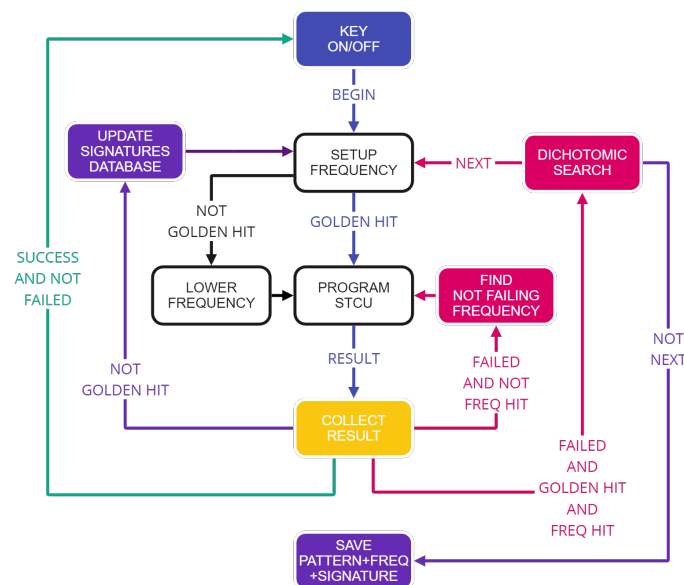 KEY
ON/OFF
BEGIN
UPDATE
SIGNATURES
DATABASE
SETUP
FREQUENCY
NEXT
DICHOTOMIC
SEARCH
NOT
GOLDEN HIT
GOLDEN HIT
SUCCESS
AND NOT
FAILED
LOWER
FREQUENCY
PROGRAM
STCU
FIND
NOT FAILING
FREQUENCY
NOT
NEXT
RESULT
NOT
GOLDEN HIT
FAILED
AND NOT
FREQ HIT
COLLECT
RESULT
FAILED
AND
GOLDEN HIT
AND
FREQ HIT
SAVE
PATTERN+FREQ
+SIGNATURE